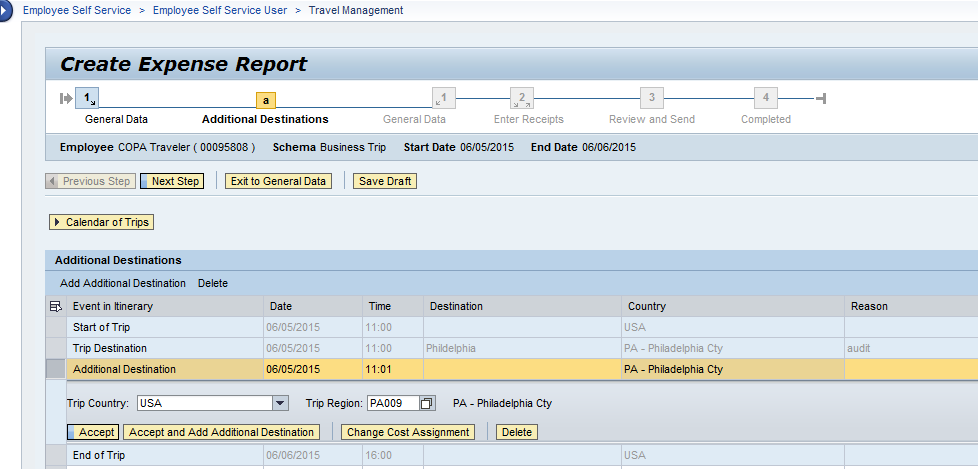 Employee Self Service > Employee Self Service User > Travel Management
Create Expense Report
1 a 1 2 3 4
General Data Additional Destinations General Data Enter Receipts Review and Send Completed
Employee COPA Traveler ( 00095808 ) Schema Business Trip Start Date 06/05/2015 End Date 06/06/2015
Previous Step Next Step Exit to General Data Save Draft
Calendar of Trips
Additional Destinations
Add Additional Destination Delete
Event in Itinerary Date Time Destination Country Reason
Start of Trip 06/05/2015 11:00 USA
Trip Destination 06/05/2015 11:00 Phildelphia PA - Philadelphia Cty audit
Additional Destination 06/05/2015 11:01 PA - Philadelphia Cty
Trip Country: USA Trip Region: PA009 PA - Philadelphia Cty
Accept Accept and Add Additional Destination Change Cost Assignment Delete
End of Trip 06/06/2015 16:00 USA